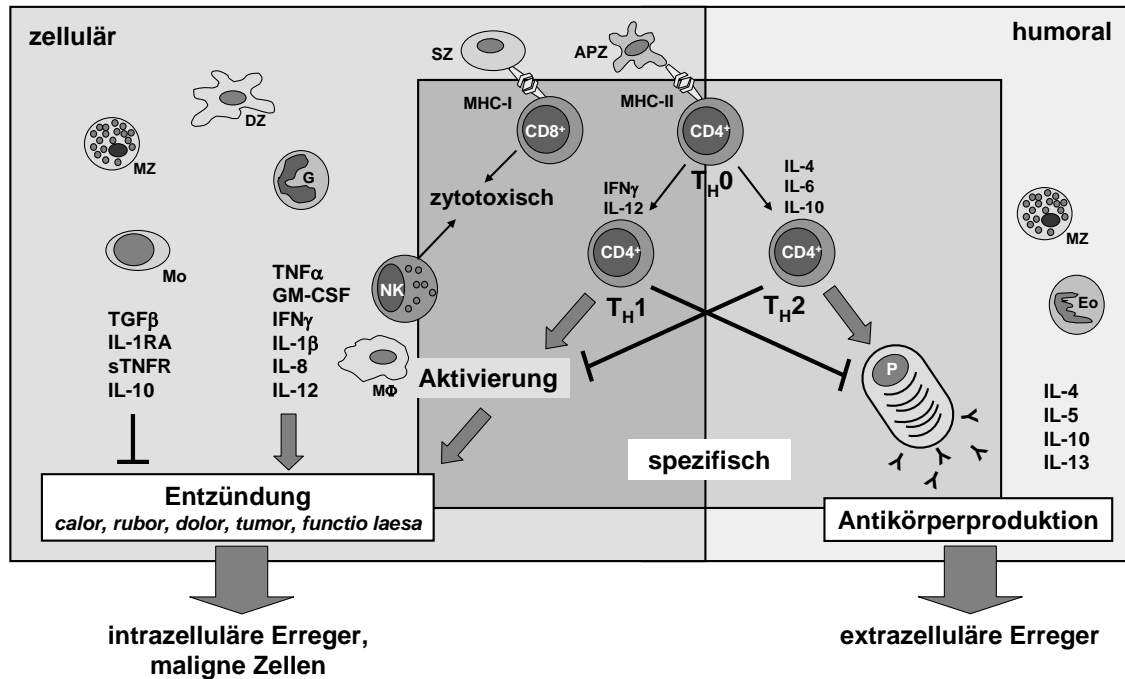 zellulär
humoral
SZ
APZ
DZ
MHC-I
MHC-II
MZ
CD8⁺
CD4⁺
G
T_H0
IL-4
IL-6
IL-10
zytotoxisch
IFNγ
IL-12
MZ
CD4⁺
CD4⁺
Mo
NK
TNFα
GM-CSF
IFNγ
IL-1β
IL-8
IL-12
T_H1
T_H2
Eo
TGFβ
IL-1RA
sTNFR
IL-10
MΦ
Aktivierung
P
IL-4
IL-5
IL-10
IL-13
spezifisch
Entzündung
calor, rubor, dolor, tumor, functio laesa
Antikörperproduktion
intrazelluläre Erreger,
maligne Zellen
extrazelluläre Erreger